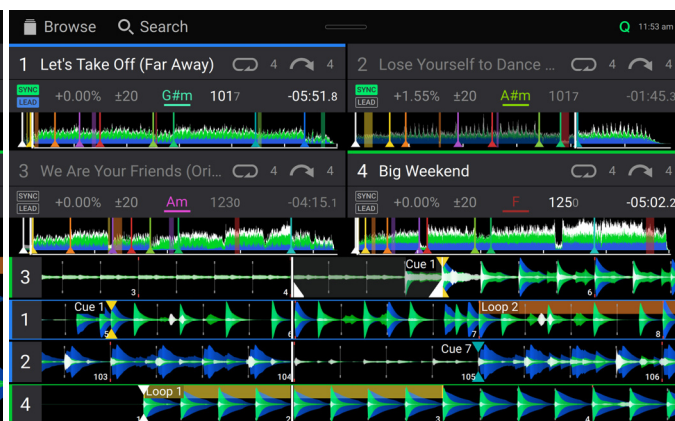 Browse Search Q 11:53 am
1 Let's Take Off (Far Away) 4 4
SYNC LEAD +0.00% ±20 G#m 1017 -05:51.8
2 Lose Yourself to Dance ... 4 4
SYNC LEAD +1.55% ±20 A#m 1017 -01:45.3
3 We Are Your Friends (Ori... 4 4
SYNC LEAD +0.00% ±20 Am 1230 -04:15.1
4 Big Weekend 4 4
SYNC LEAD +0.00% ±20 F 1250 -05:02.2
3 Cue 1
3 4 6
1 Cue 1 Loop 2
5 6 7 8
2 Cue 7
103 104 105 106
4 Loop 1
1 2 3 4